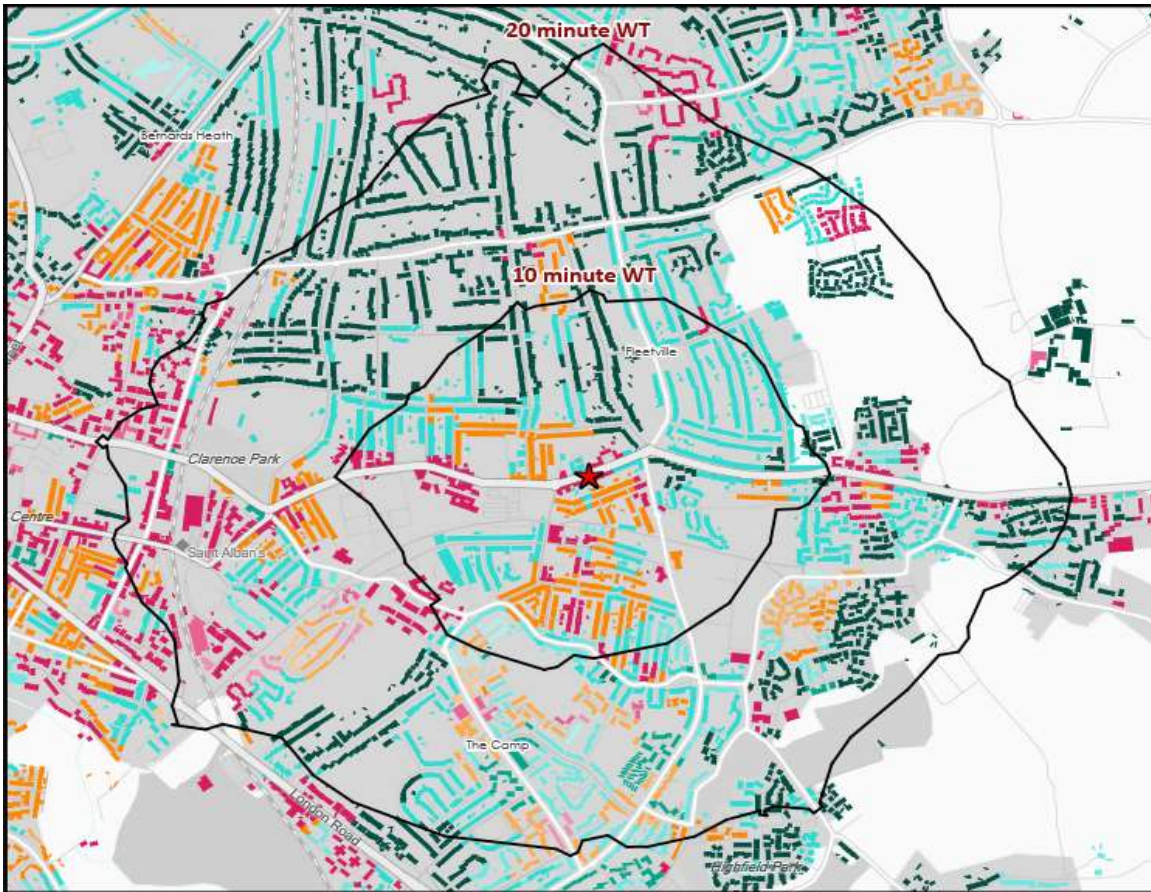 20 minute WT
Bernards Heath
10 minute WT
Fleetville
Clarence Park
Centre
Saint Alban's
The Camp
London Road
Highfield Park